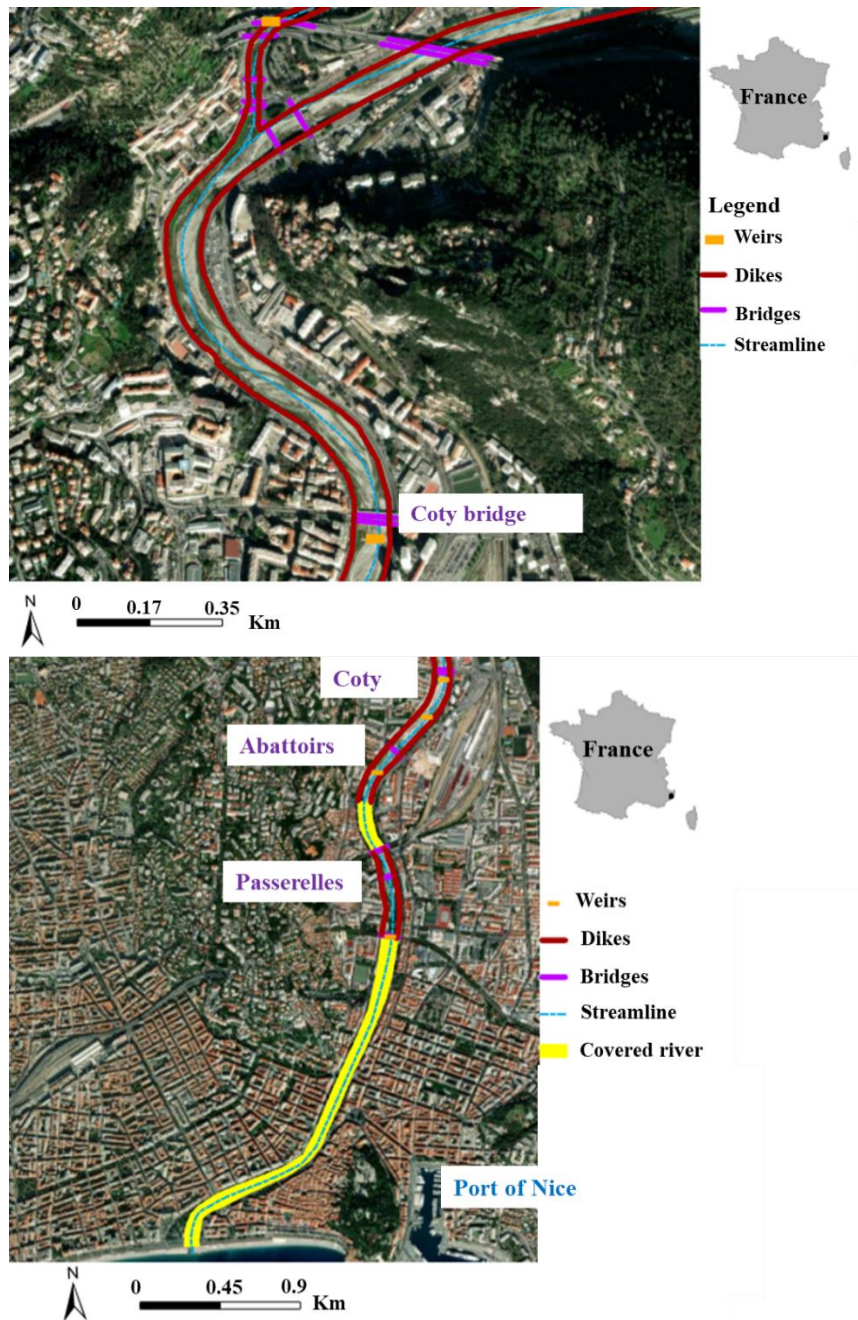 France
Legend
Weirs
Dikes
Bridges
Streamline
Coty bridge
N
0 0.17 0.35 Km
Coty
Abattoirs
France
Passerelles
Weirs
Dikes
Bridges
Streamline
Covered river
Port of Nice
N
0 0.45 0.9 Km